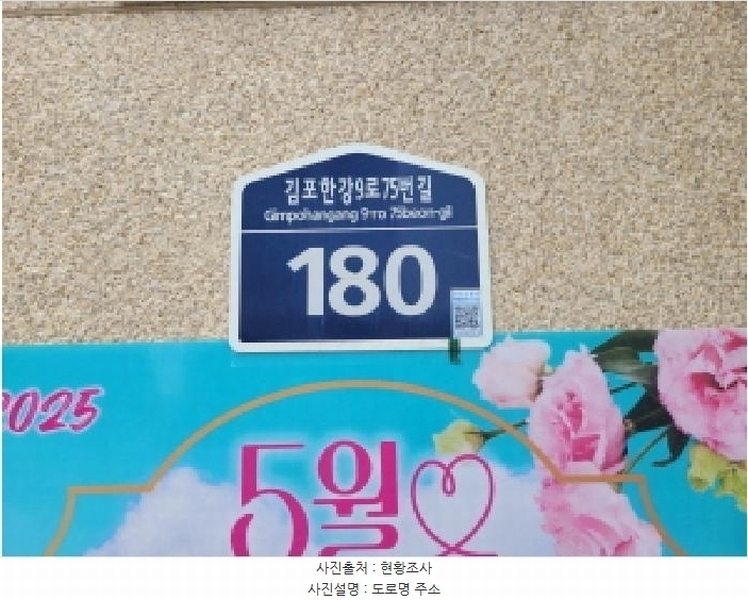 김포한강9로75번길
Gimpohangang 9-ro 75beon-gil
180
2025
5월
사진출처 : 현황조사
사진설명 : 도로명 주소